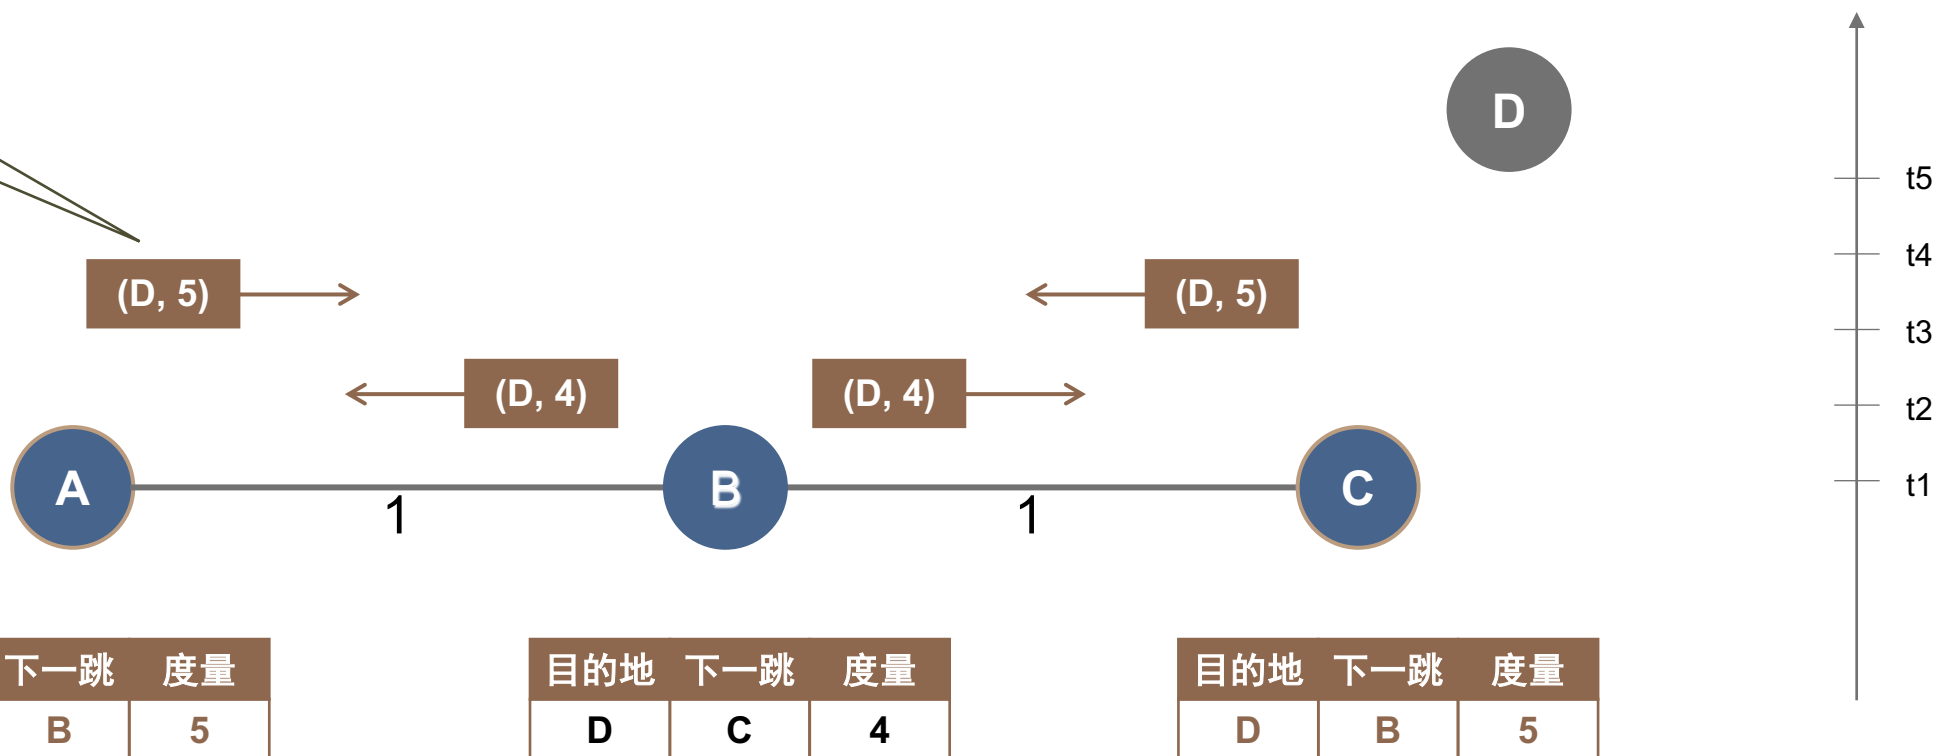 D
t5
t4
(D, 5)
(D, 5)
t3
(D, 4)
(D, 4)
t2
A
B
C
t1
1
1
下一跳 度量
B 5
目的地 下一跳 度量
D C 4
目的地 下一跳 度量
D B 5